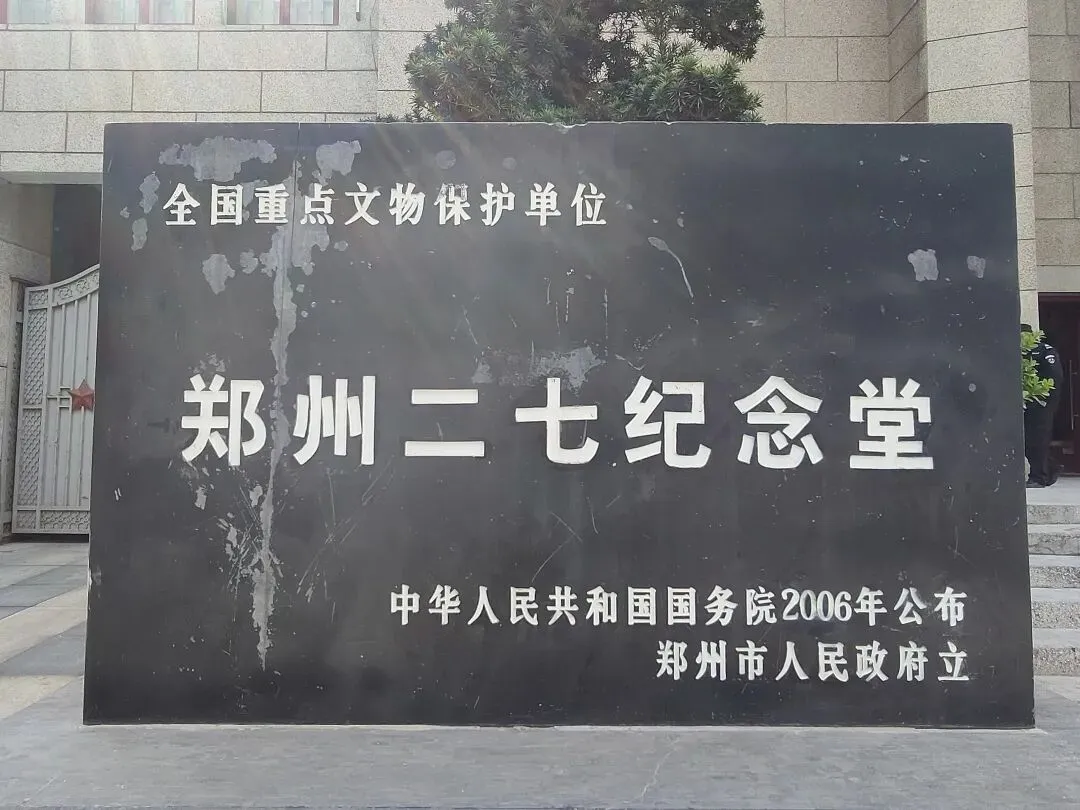 全国重点文物保护单位
郑州二七纪念堂
中华人民共和国国务院2006年公布
郑州市人民政府立